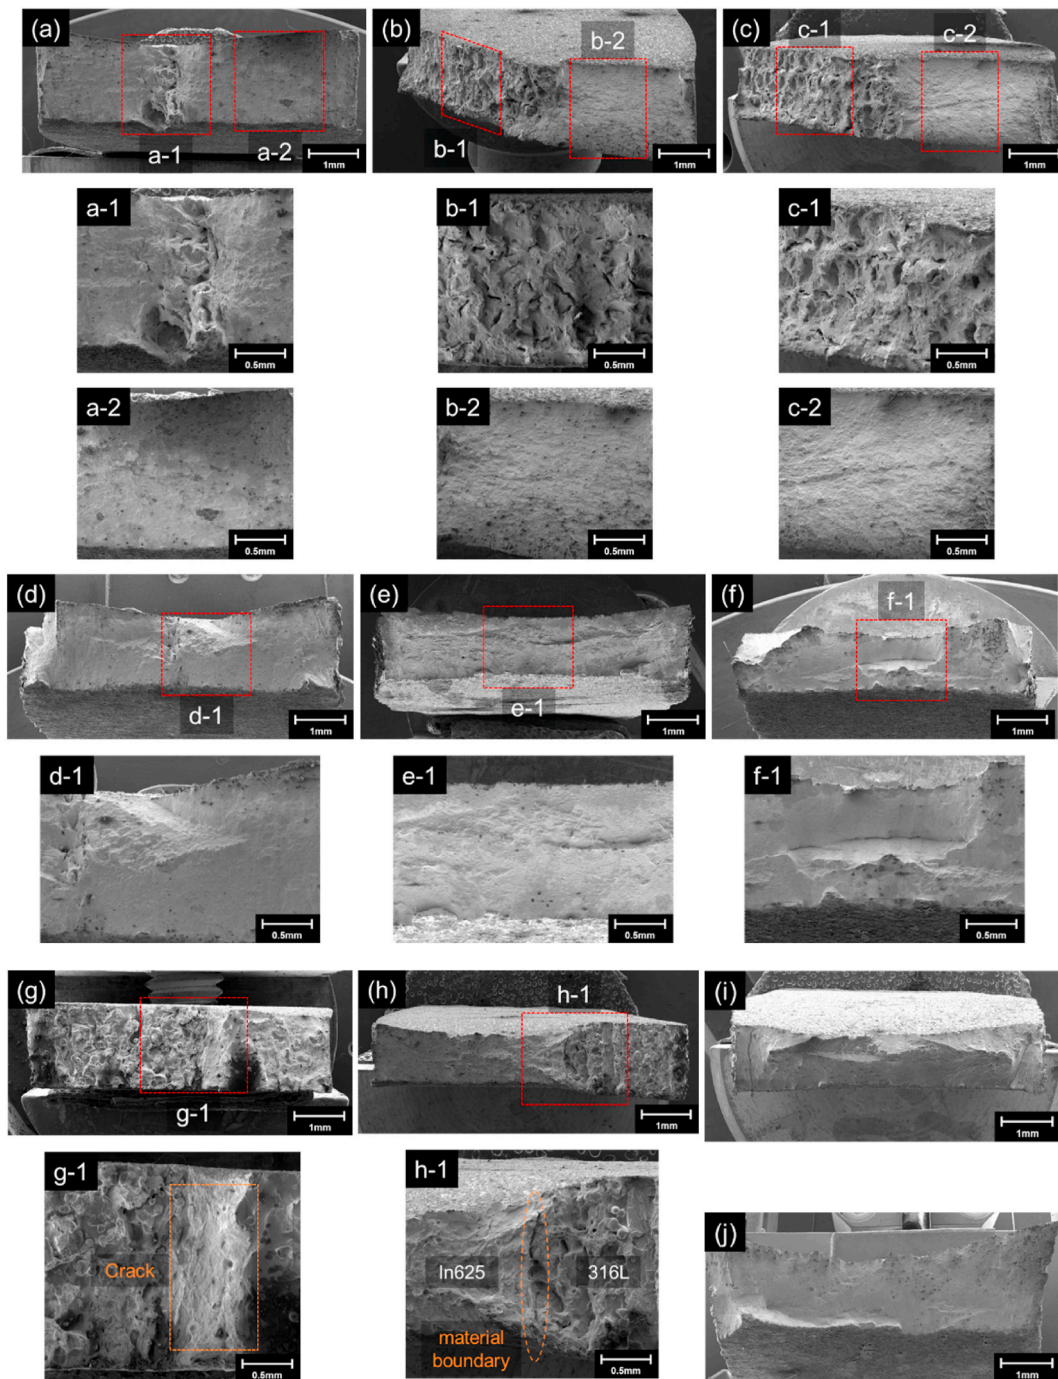 (a)
a-1
a-2
1mm
(b)
b-1
b-2
1mm
(c)
c-1
c-2
1mm
a-1
0.5mm
b-1
0.5mm
c-1
0.5mm
a-2
0.5mm
b-2
0.5mm
c-2
0.5mm
(d)
d-1
1mm
(e)
e-1
1mm
(f)
f-1
1mm
d-1
0.5mm
e-1
0.5mm
f-1
0.5mm
(g)
g-1
1mm
(h)
h-1
1mm
(i)
1mm
g-1
Crack
0.5mm
h-1
In625
316L
material
boundary
0.5mm
(j)
1mm